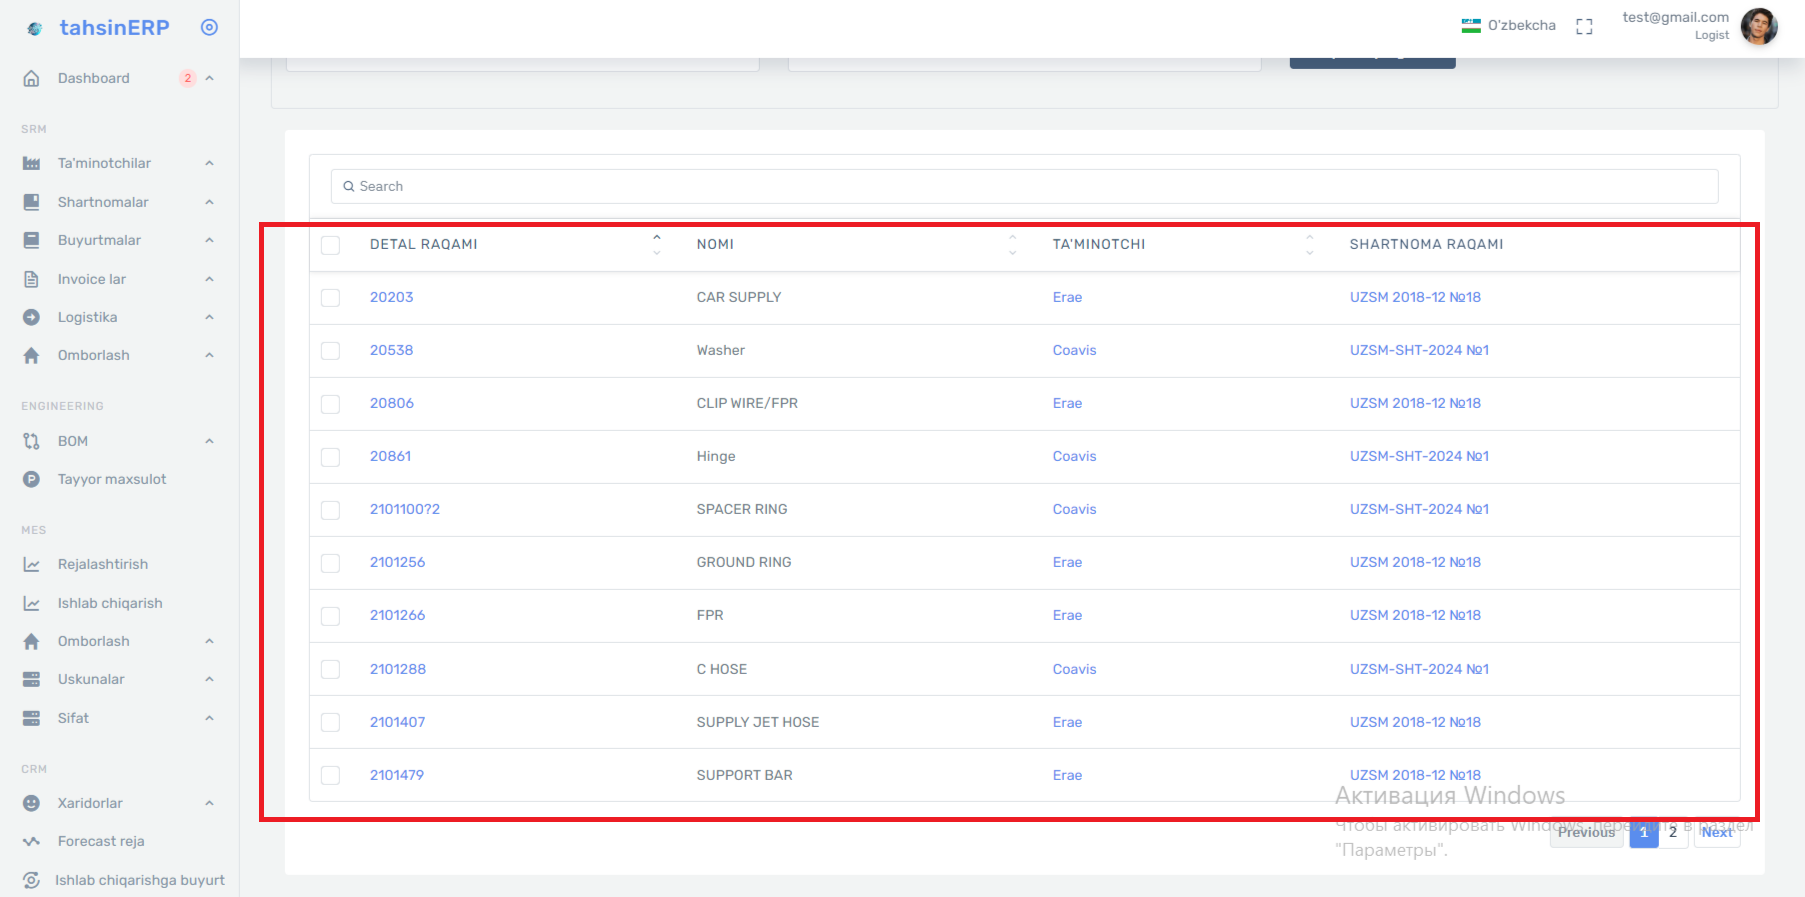 tahsinERP
O'zbekcha
test@gmail.com
Logist
Dashboard 2
SRM
Ta'minotchilar
Shartnomalar
Buyurtmalar
Invoice lar
Logistika
Omborlash
ENGINEERING
BOM
Tayyor maxsulot
MES
Rejalashtirish
Ishlab chiqarish
Omborlash
Uskunalar
Sifat
CRM
Xaridorlar
Forecast reja
Ishlab chiqarishga buyurt
Search
DETAL RAQAMI NOMI TA'MINOTCHI SHARTNOMA RAQAMI
20203 CAR SUPPLY Erae UZSM 2018-12 №18
20538 Washer Coavis UZSM-SHT-2024 №1
20806 CLIP WIRE/FPR Erae UZSM 2018-12 №18
20861 Hinge Coavis UZSM-SHT-2024 №1
2101100?2 SPACER RING Coavis UZSM-SHT-2024 №1
2101256 GROUND RING Erae UZSM 2018-12 №18
2101266 FPR Erae UZSM 2018-12 №18
2101288 C HOSE Coavis UZSM-SHT-2024 №1
2101407 SUPPLY JET HOSE Erae UZSM 2018-12 №18
2101479 SUPPORT BAR Erae UZSM 2018-12 №18
Активация Windows
Чтобы активировать Windows, перейдите в раздел
"Параметры".
Previous 1 2 Next